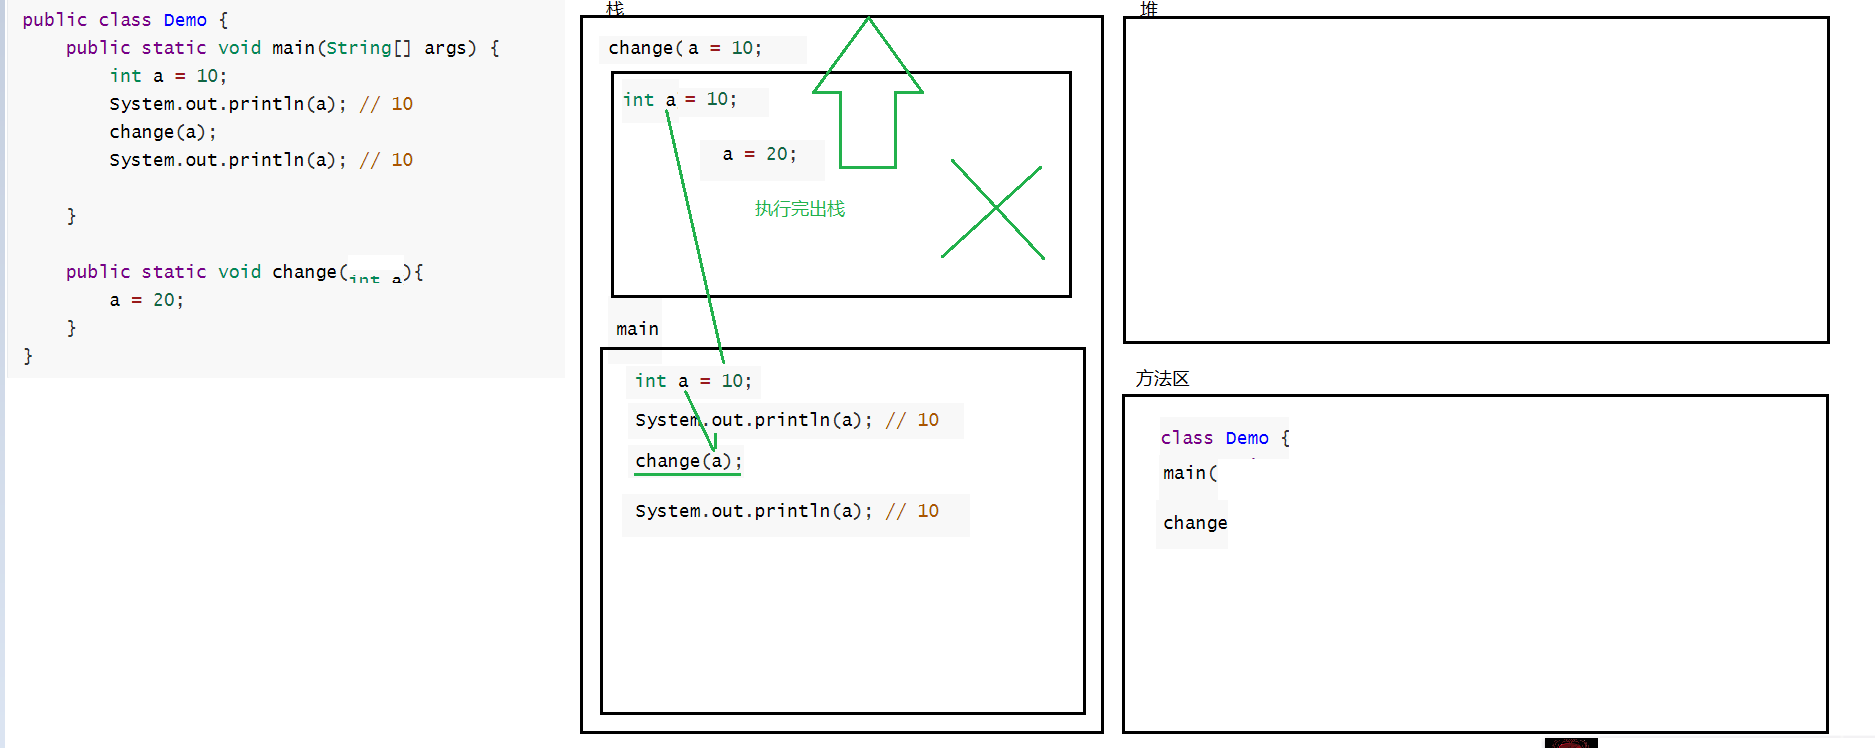 public class Demo {
public static void main(String[] args) {
int a = 10;
System.out.println(a); // 10
change(a);
System.out.println(a); // 10
}
public static void change(int a){
a = 20;
}
}
栈
change(a = 10;
int a = 10;
a = 20;
执行完出栈
main
int a = 10;
System.out.println(a); // 10
change(a);
System.out.println(a); // 10
堆
方法区
class Demo {
main(
change